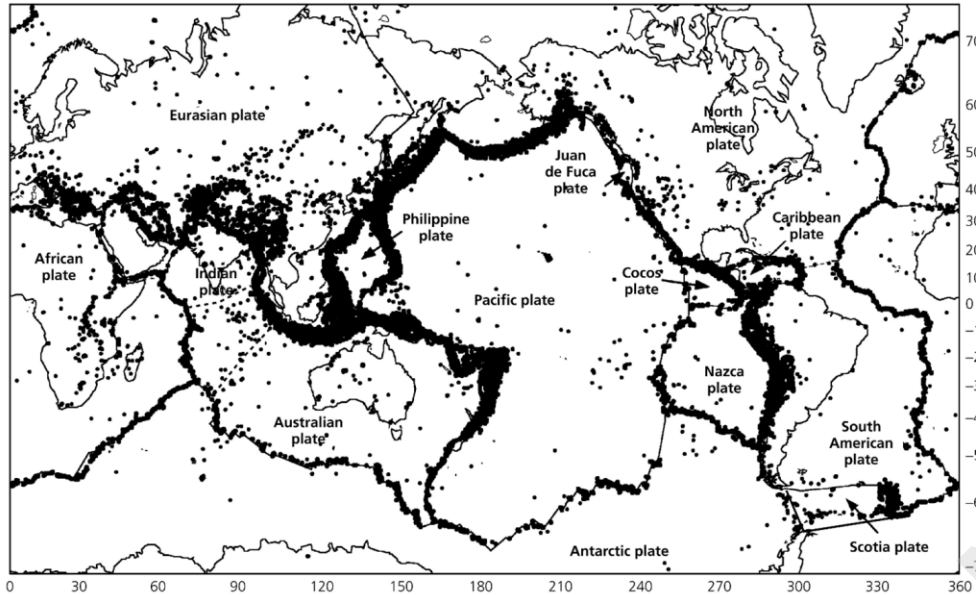 Eurasian plate
North
American
plate
Juan
de Fuca
plate
Philippine
plate
Caribbean
plate
African
plate
Indian
plate
Cocos
plate
Pacific plate
Nazca
plate
Australian
plate
South
American
plate
Antarctic plate
Scotia plate
70
60
50
40
30
20
10
0
0 30 60 90 120 150 180 210 240 270 300 330 360